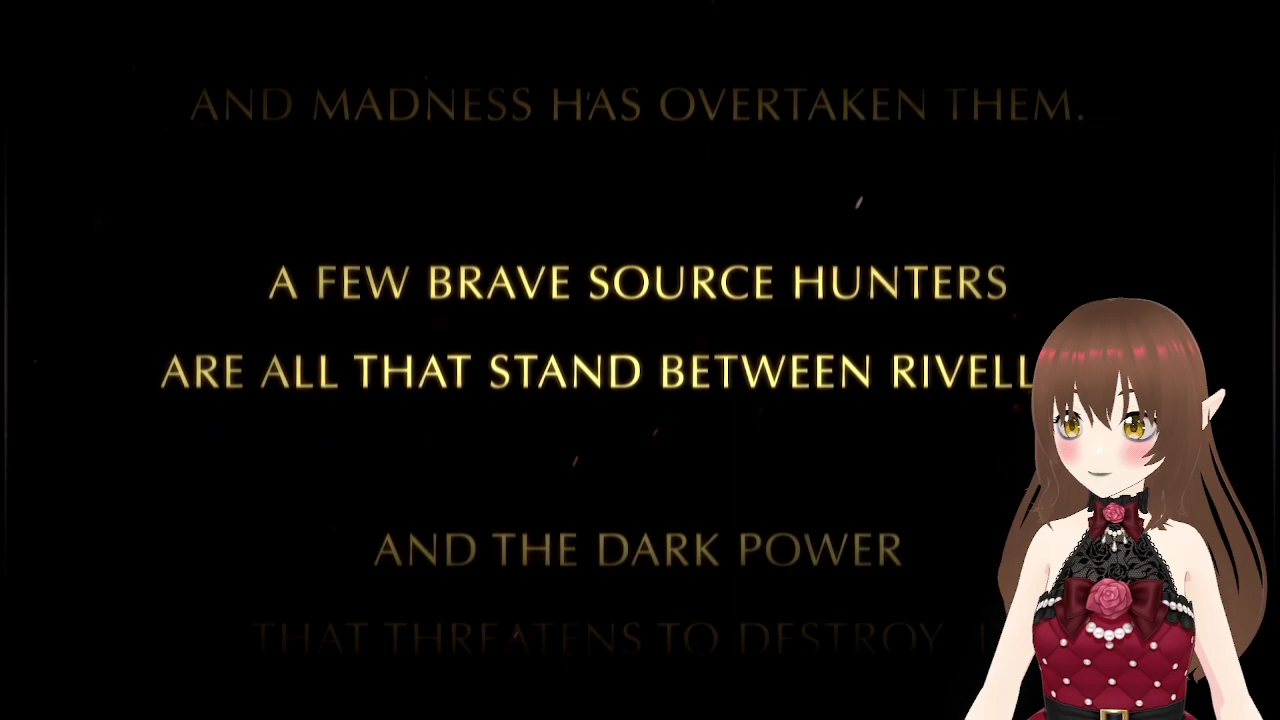 AND MADNESS HAS OVERTAKEN THEM.
A FEW BRAVE SOURCE HUNTERS
ARE ALL THAT STAND BETWEEN RIVELL
AND THE DARK POWER
THAT THREATENS TO DESTROY